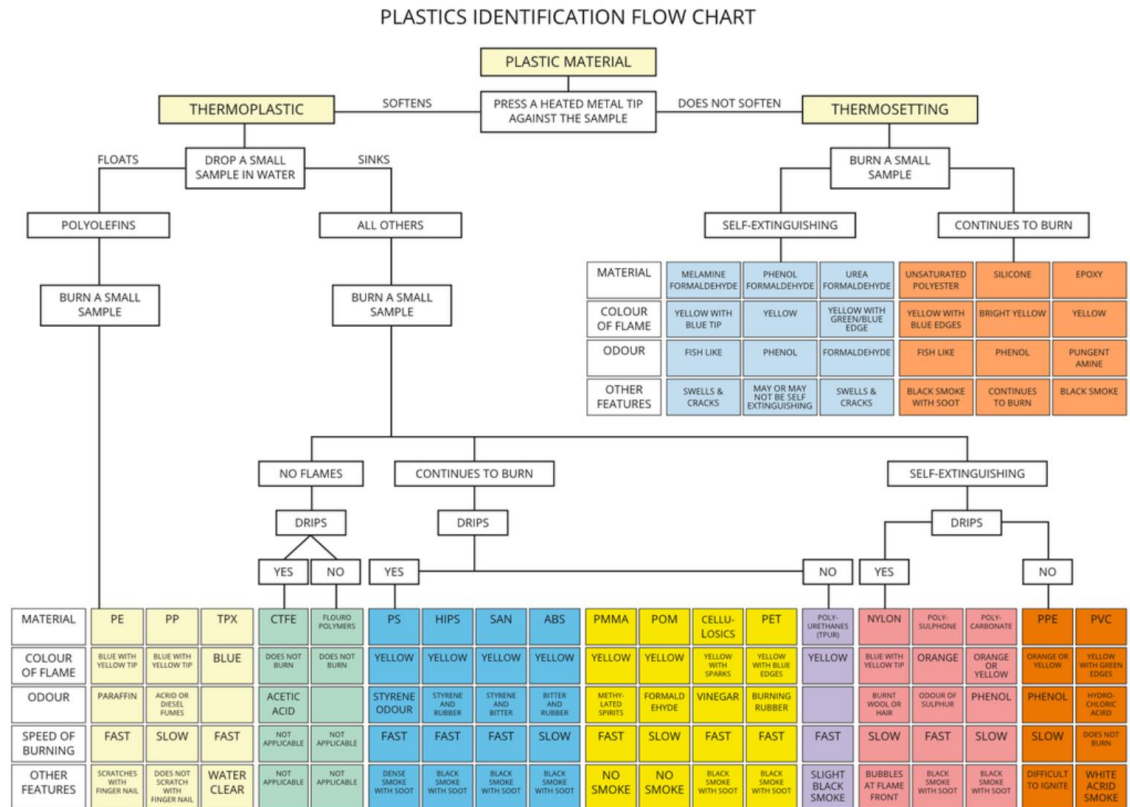 PLASTICS IDENTIFICATION FLOW CHART
PLASTIC MATERIAL
THERMOPLASTIC
SOFTENS
PRESS A HEATED METAL TIP
AGAINST THE SAMPLE
DOES NOT SOFTEN
THERMOSETTING
FLOATS
DROP A SMALL
SAMPLE IN WATER
SINKS
BURN A SMALL
SAMPLE
POLYOLEFINS
ALL OTHERS
SELF-EXTINGUISHING
CONTINUES TO BURN
BURN A SMALL
SAMPLE
BURN A SMALL
SAMPLE
MATERIAL
MELAMINE
FORMALDEHYDE
PHENOL
FORMALDEHYDE
UREA
FORMALDEHYDE
UNSATURATED
POLYESTER
SILICONE
EPOXY
COLOUR
OF FLAME
YELLOW WITH
BLUE TIP
YELLOW
YELLOW WITH
GREEN/BLUE
EDGE
YELLOW WITH
BLUE EDGES
BRIGHT YELLOW
YELLOW
ODOUR
FISH LIKE
PHENOL
FORMALDEHYDE
FISH LIKE
PHENOL
PUNGENT
AMINE
OTHER
FEATURES
SWELLS &
CRACKS
MAY OR MAY
NOT BE SELF
EXTINGUISHING
SWELLS &
CRACKS
BLACK SMOKE
WITH SOOT
CONTINUES
TO BURN
BLACK SMOKE
NO FLAMES
CONTINUES TO BURN
SELF-EXTINGUISHING
DRIPS
DRIPS
DRIPS
YES
NO
YES
NO
YES
NO
MATERIAL
PE
PP
TPX
CTFE
FLOURO
POLYMERS
PS
HIPS
SAN
ABS
PMMA
POM
CELLU-
LOSICS
PET
POLY-
URETHANES
(TPUR)
NYLON
POLY-
SULPHONE
POLY-
CARBONATE
PPE
PVC
COLOUR
OF FLAME
BLUE WITH
YELLOW TIP
BLUE WITH
YELLOW TIP
BLUE
DOES NOT
BURN
DOES NOT
BURN
YELLOW
YELLOW
YELLOW
YELLOW
YELLOW
YELLOW
YELLOW
WITH
SPARKS
YELLOW
WITH BLUE
EDGES
YELLOW
BLUE WITH
YELLOW TIP
ORANGE
ORANGE
OR
YELLOW
ORANGE OR
YELLOW
YELLOW
WITH GREEN
EDGES
ODOUR
PARAFFIN
ACRID OR
DIESEL
FUMES
ACETIC
ACID
STYRENE
ODOUR
STYRENE
AND
RUBBER
STYRENE
AND
BITTER
BITTER
AND
RUBBER
METHY-
LATED
SPIRITS
FORMALD
EHYDE
VINEGAR
BURNING
RUBBER
BURNT
WOOL OR
HAIR
ODOUR OF
SULPHUR
PHENOL
PHENOL
HYDRO-
CHLORIC
ACIRD
SPEED OF
BURNING
FAST
SLOW
FAST
NOT
APPLICABLE
NOT
APPLICABLE
FAST
FAST
FAST
SLOW
FAST
SLOW
FAST
FAST
FAST
SLOW
FAST
SLOW
SLOW
DOES NOT
BURN
OTHER
FEATURES
SCRATCHES
WITH
FINGER NAIL
DOES NOT
SCRATCH
WITH
FINGER NAIL
WATER
CLEAR
NOT
APPLICABLE
NOT
APPLICABLE
DENSE
SMOKE
WITH SOOT
BLACK
SMOKE
WITH SOOT
BLACK
SMOKE
WITH SOOT
BLACK
SMOKE
WITH SOOT
NO
SMOKE
NO
SMOKE
BLACK
SMOKE
WITH SOOT
BLACK
SMOKE
WITH SOOT
SLIGHT
BLACK
SMOKE
BUBBLES
AT FLAME
FRONT
BLACK
SMOKE
WITH SOOT
BLACK
SMOKE
WITH SOOT
DIFFICULT
TO IGNITE
WHITE
ACRID
SMOKE